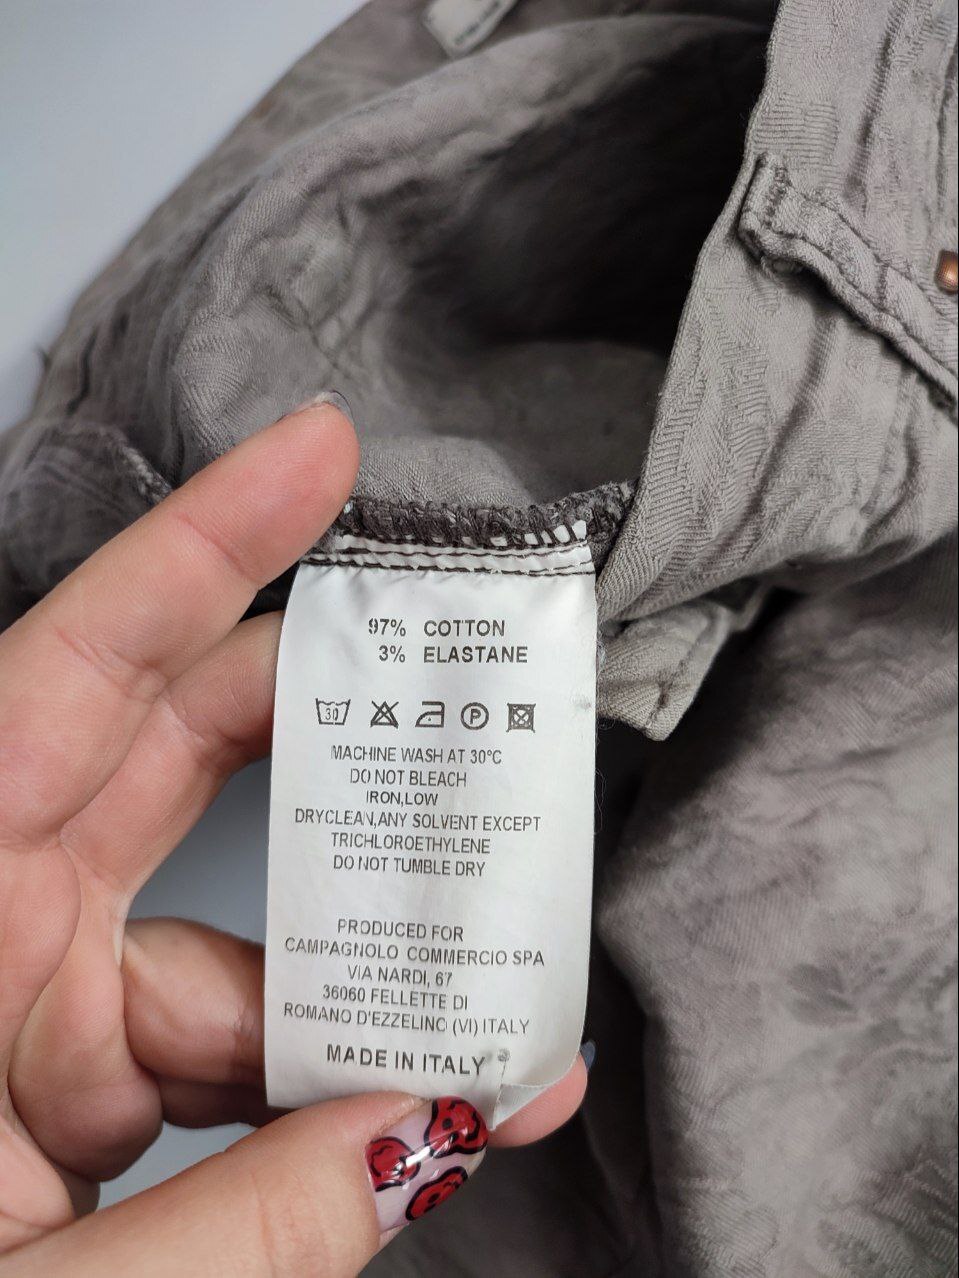 97% COTTON
3% ELASTANE
30 P
MACHINE WASH AT 30°C
DO NOT BLEACH
IRON,LOW
DRYCLEAN,ANY SOLVENT EXCEPT
TRICHLOROETHYLENE
DO NOT TUMBLE DRY
PRODUCED FOR
CAMPAGNOLO COMMERCIO SPA
VIA NARDI, 67
36060 FELLETTE DI
ROMANO D'EZZELINO (VI) ITALY
MADE IN ITALY